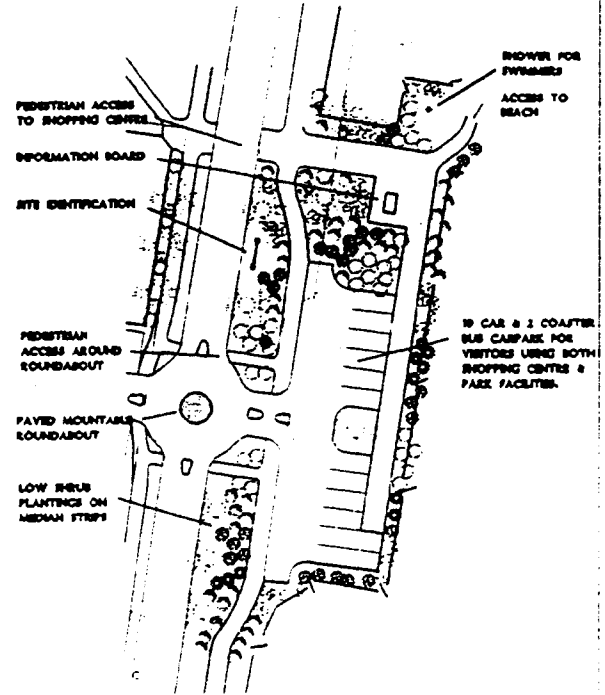 SHOWER FOR
SWIMMERS
ACCESS TO
BEACH
PEDESTRIAN ACCESS
TO SHOPPING CENTRE
INFORMATION BOARD
SITE IDENTIFICATION
PEDESTRIAN
ACCESS AROUND
ROUNDABOUT
19 CAR & 2 COASTER
BUS CARPARK FOR
VISITORS USING BOTH
SHOPPING CENTRE &
PARK FACILITIES.
PAVED MOUNTABLE
ROUNDABOUT
LOW SHRUB
PLANTINGS ON
MEDIAN STRIPS